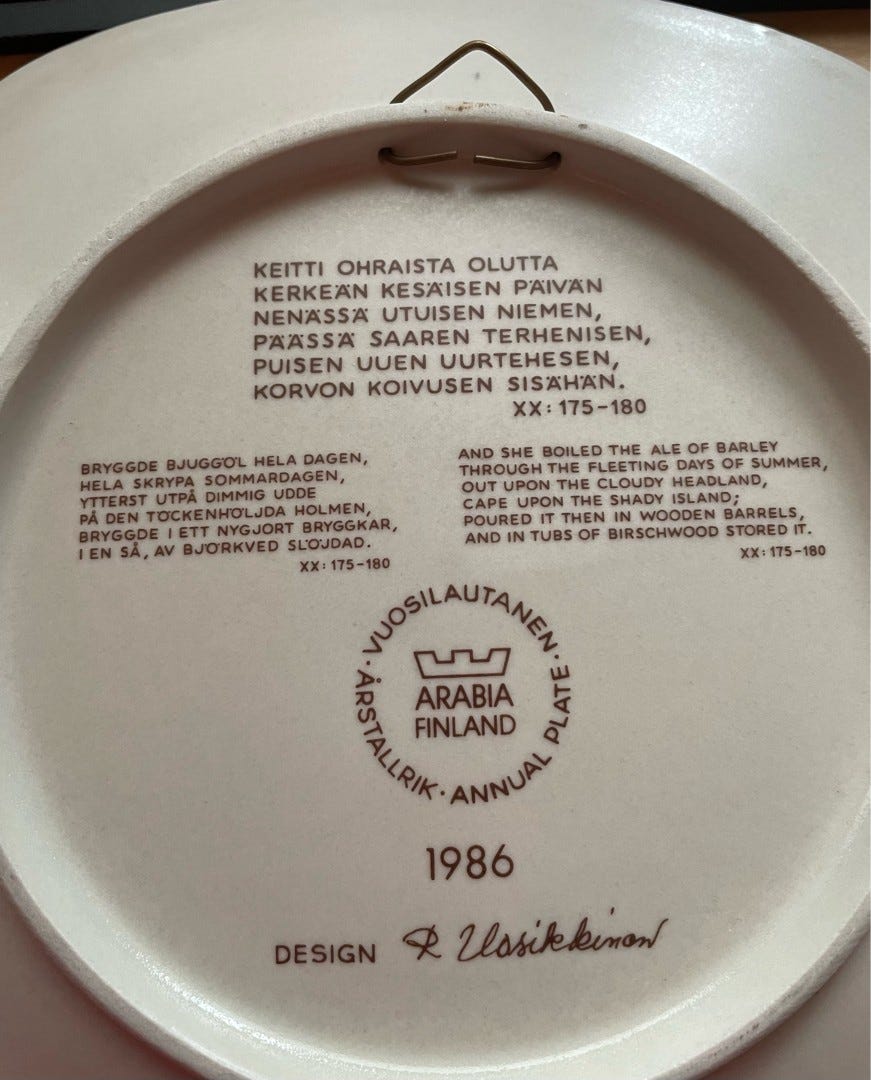 KEITTI OHRAISTA OLUTTA
KERKEÄN KESÄISEN PÄIVÄN
NENÄSSÄ UTUISEN NIEMEN,
PÄÄSSÄ SAAREN TERHENISEN,
PUISEN UUEN UURTEHESEN,
KORVON KOIVUSEN SISÄHÄN.
XX: 175-180
BRYGGDE BJUGGÖL HELA DAGEN,
HELA SKRYPA SOMMARDAGEN,
YTTERST UTPÅ DIMMIG UDDE
PÅ DEN TÖCKENHÖLJDA HOLMEN,
BRYGGDE I ETT NYGJORT BRYGGKAR,
I EN SÅ, AV BJÖRKVED SLÖJDAD.
XX: 175-180
AND SHE BOILED THE ALE OF BARLEY
THROUGH THE FLEETING DAYS OF SUMMER,
OUT UPON THE CLOUDY HEADLAND,
CAPE UPON THE SHADY ISLAND;
POURED IT THEN IN WOODEN BARRELS,
AND IN TUBS OF BIRSCHWOOD STORED IT.
XX: 175-180
VUOSILAUTANEN · ANNUAL PLATE · ÅRSTALLRIK ·
ARABIA
FINLAND
1986
DESIGN R Uosikkinen